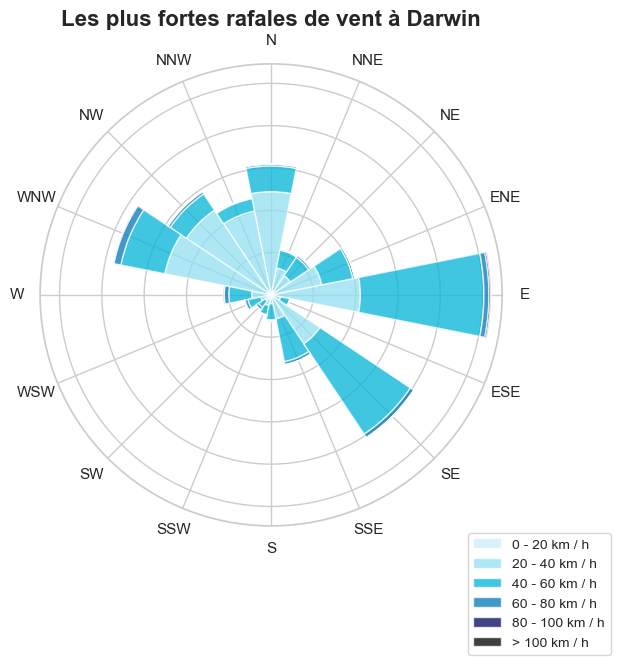 Les plus fortes rafales de vent à Darwin
N
NNW
NNE
NW
NE
WNW
ENE
W
E
WSW
ESE
SW
SE
SSW
SSE
S
0 - 20 km / h
20 - 40 km / h
40 - 60 km / h
60 - 80 km / h
80 - 100 km / h
> 100 km / h